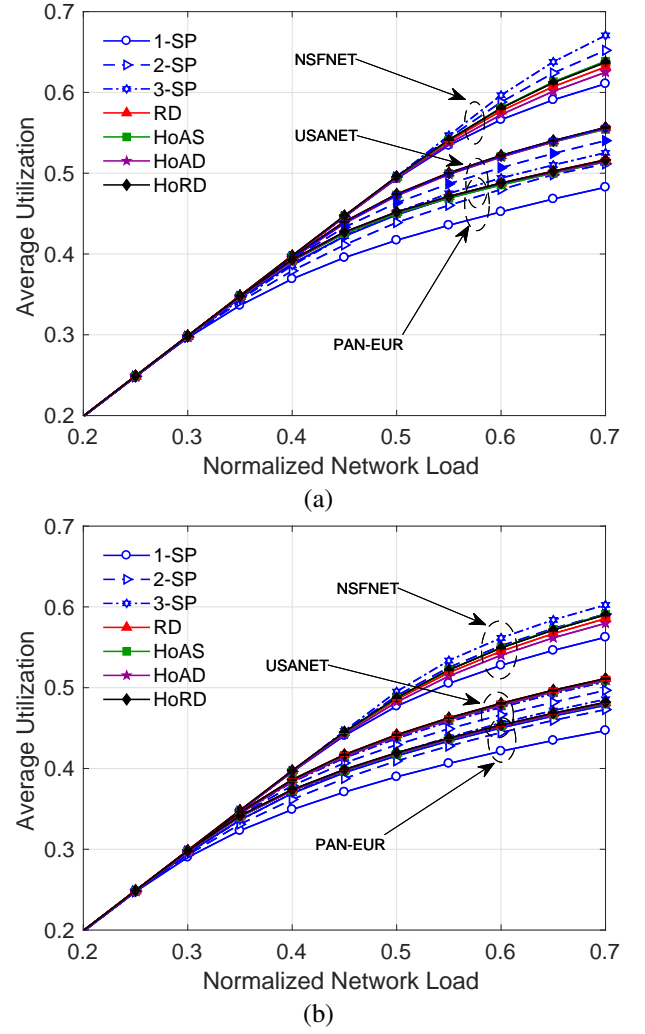 0.7
0.6
0.5
0.4
0.3
0.2
Average Utilization
1-SP
2-SP
3-SP
RD
HoAS
HoAD
HoRD
NSFNET
USANET
PAN-EUR
0.2 0.3 0.4 0.5 0.6 0.7
Normalized Network Load
(a)
0.7
0.6
0.5
0.4
0.3
0.2
Average Utilization
1-SP
2-SP
3-SP
RD
HoAS
HoAD
HoRD
NSFNET
USANET
PAN-EUR
0.2 0.3 0.4 0.5 0.6 0.7
Normalized Network Load
(b)